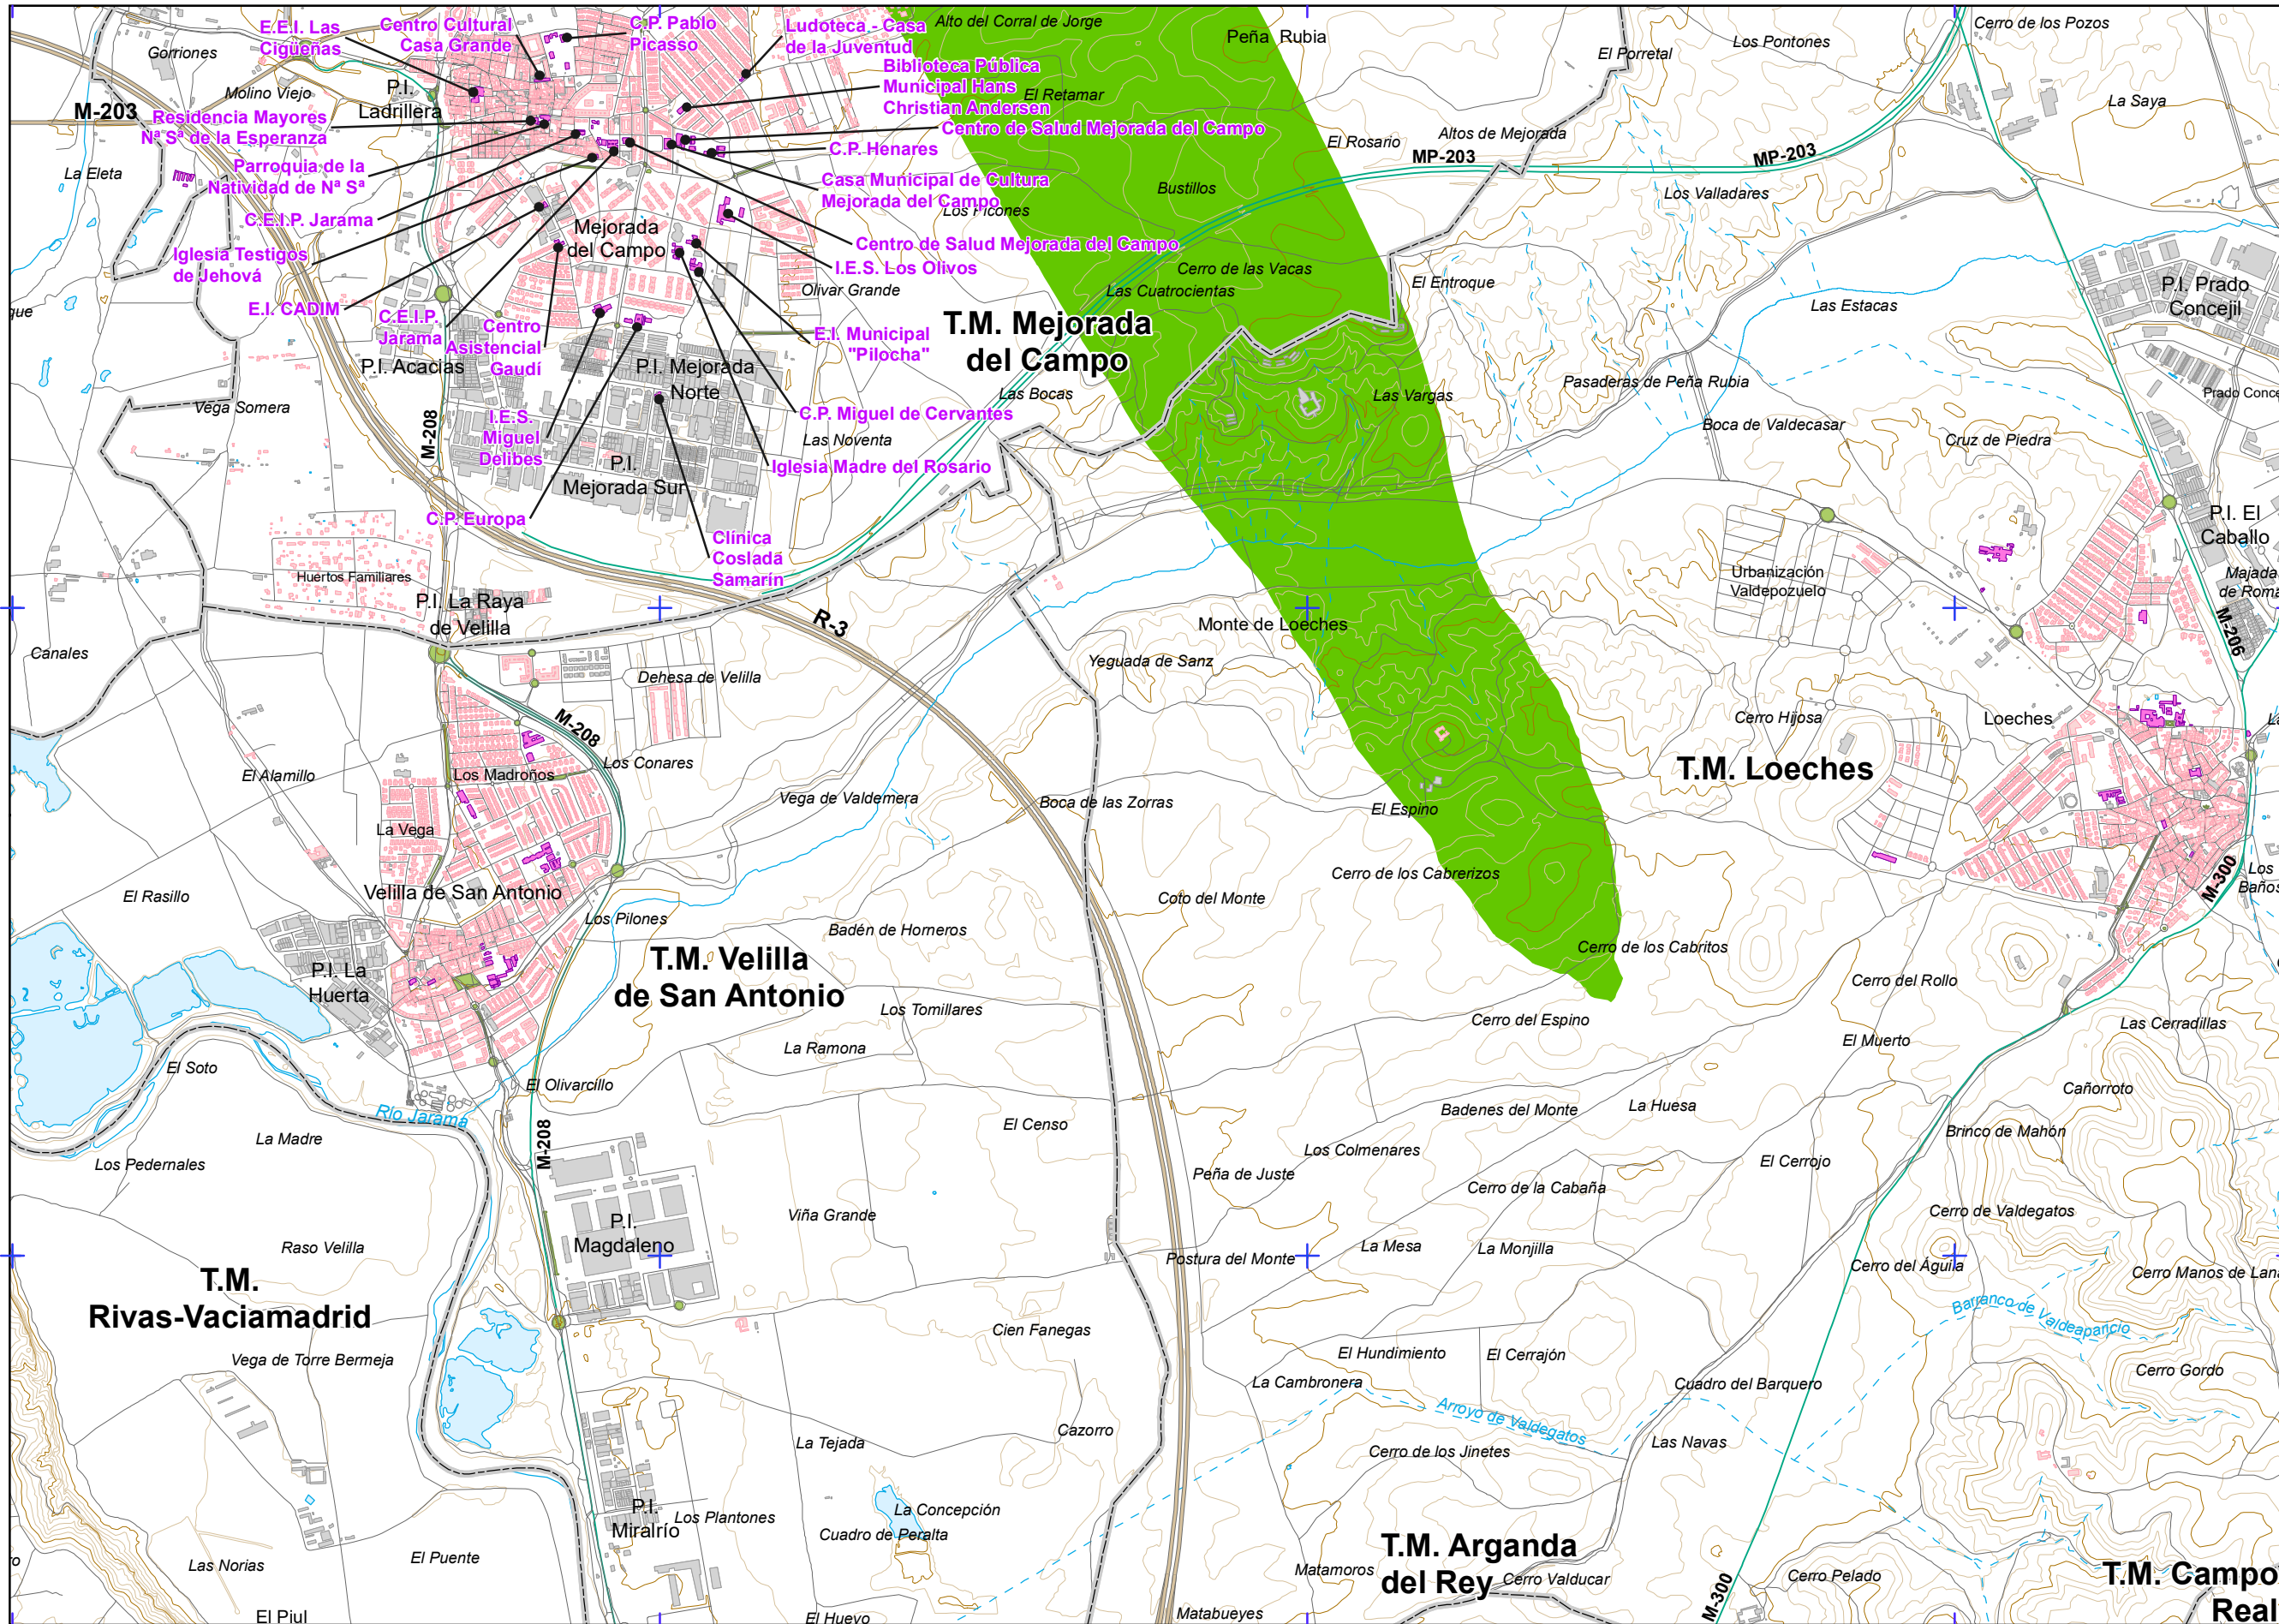 E.E.I. Las
Cigüeñas
Centro Cultural
Casa Grande
C.P. Pablo
Picasso
Ludoteca - Casa
de la Juventud
Alto del Corral de Jorge
Peña Rubia
El Porretal
Los Pontones
Cerro de los Pozos
Gorriones
Molino Viejo
P.I.
Ladrillera
Biblioteca Pública
Municipal Hans
Christian Andersen
El Retamar
La Saya
M-203
Residencia Mayores
Nª Sª de la Esperanza
Centro de Salud Mejorada del Campo
C.P. Henares
El Rosario
Altos de Mejorada
MP-203
MP-203
La Eleta
Parroquia de la
Natividad de Nª Sª
Casa Municipal de Cultura
Mejorada del Campo
Bustillos
Los Valladares
C.E.I.P. Jarama
Los Picones
Mejorada
del Campo
Iglesia Testigos
de Jehová
Centro de Salud Mejorada del Campo
I.E.S. Los Olivos
Cerro de las Vacas
El Entroque
P.I. Prado
Concejil
Olivar Grande
Las Cuatrocientas
Las Estacas
que
E.I. CADIM
C.E.I.P.
Jarama
Centro
Asistencial
Gaudí
E.I. Municipal
"Pilocha"
T.M. Mejorada
del Campo
P.I. Acacias
P.I. Mejorada
Norte
Las Bocas
Las Vargas
Pasaderas de Peña Rubia
Prado Conce
Vega Somera
M-208
I.E.S.
Miguel
Delibes
C.P. Miguel de Cervantes
Las Noventa
Boca de Valdecasar
Cruz de Piedra
P.I.
Mejorada Sur
Iglesia Madre del Rosario
C.P. Europa
P.I. El
Caballo
Clínica
Coslada
Samarín
Huertos Familiares
Urbanización
Valdepozuelo
Majada
de Roma
P.I. La Raya
de Velilla
R-3
Monte de Loeches
M-206
Canales
Yeguada de Sanz
Dehesa de Velilla
M-208
Cerro Hijosa
Loeches
La
T.M. Loeches
El Alamillo
Los Madroños
Los Conares
Vega de Valdemera
Boca de las Zorras
El Espino
La Vega
Cerro de los Cabrerizos
M-300
Los
Baños
El Rasillo
Velilla de San Antonio
Coto del Monte
Los Pilones
Badén de Horneros
Cerro de los Cabritos
T.M. Velilla
de San Antonio
P.I. La
Huerta
Cerro del Rollo
Los Tomillares
Cerro del Espino
Las Cerradillas
La Ramona
El Muerto
El Soto
El Olivarcillo
Cañorroto
Río Jarama
El Censo
Badenes del Monte
La Huesa
La Madre
M-208
Brinco de Mahón
Los Pedernales
Los Colmenares
El Cerrojo
Peña de Juste
Cerro de la Cabaña
P.I.
Magdaleno
Viña Grande
Cerro de Valdegatos
Raso Velilla
Postura del Monte
La Mesa
La Monjilla
Cerro del Águila
Cerro Manos de Lana
T.M.
Rivas-Vaciamadrid
Barranco de Valdeaparicio
Cien Fanegas
Vega de Torre Bermeja
El Hundimiento
El Cerrajón
Cerro Gordo
La Cambronera
Cuadro del Barquero
Arroyo de Valdegatos
Cazorro
La Tejada
Cerro de los Jinetes
Las Navas
P.I.
Miralrío
Los Plantones
La Concepción
Cuadro de Peralta
T.M. Arganda
del Rey
ro
Las Norias
El Puente
Matamoros
Cerro Valducar
Cerro Pelado
T.M. Campo
Real
M-300
El Piul
El Huevo
Matabueyes